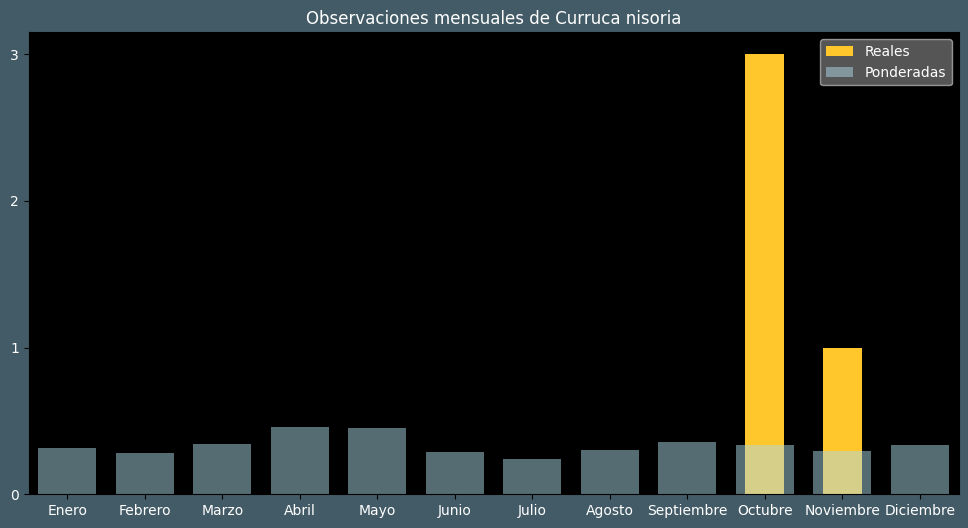 Observaciones mensuales de Curruca nisoria
Reales
Ponderadas
3
2
1
0
Enero Febrero Marzo Abril Mayo Junio Julio Agosto Septiembre Octubre Noviembre Diciembre